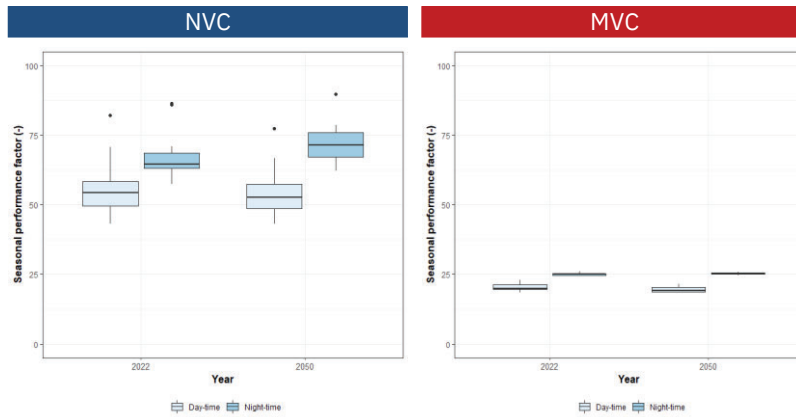 NVC
MVC
Seasonal performance factor (-)
100
75
50
25
0
2022
2050
Year
Day-time
Night-time
Seasonal performance factor (-)
100
75
50
25
0
2022
2050
Year
Day-time
Night-time